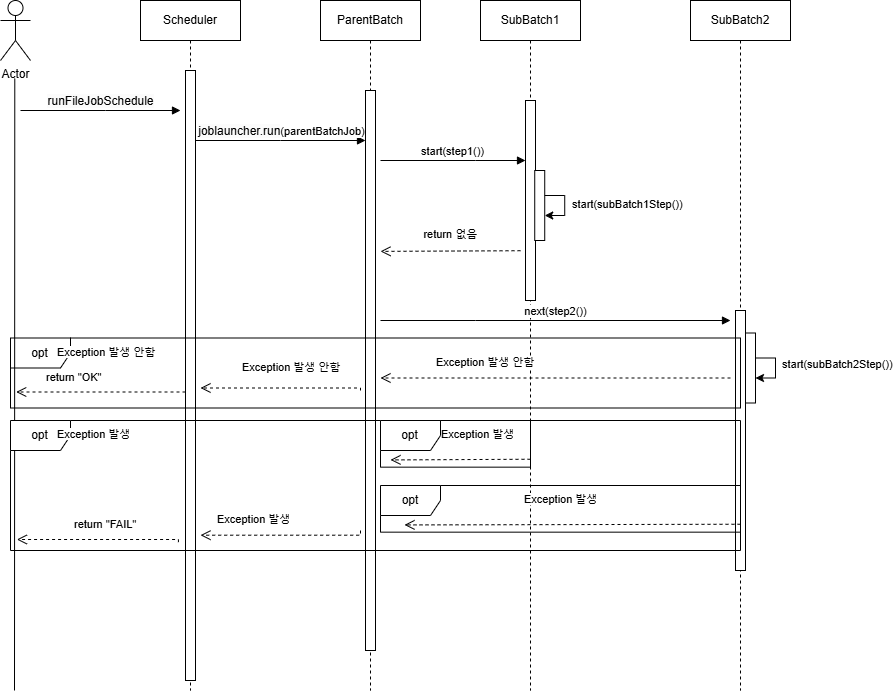 Scheduler
ParentBatch
SubBatch1
SubBatch2
Actor
runFileJobSchedule
joblauncher.run(parentBatchJob)
start(step1())
start(subBatch1Step())
return 없음
next(step2())
opt Exception 발생 안함
Exception 발생 안함
Exception 발생 안함
start(subBatch2Step())
return "OK"
opt Exception 발생
opt Exception 발생
opt Exception 발생
Exception 발생
return "FAIL"